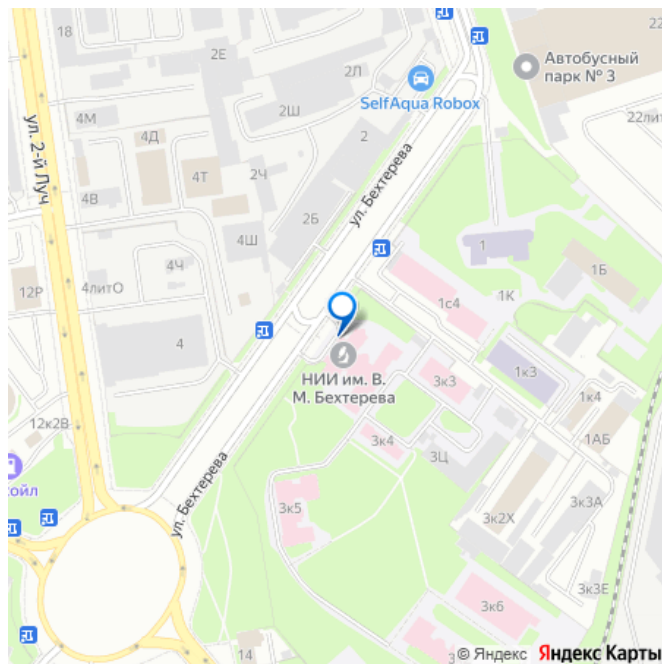 18
2Е
22
Автобусный
парк № 3
2Л
SelfAqua Robox
4М
2Ш
22лит
ул. 2-й Луч
4Д
2
4Т
2Ч
4В
ул. Бехтерева
2Б
4Ш
1
4Ч
1Б
12Р
4литО
1К
1с4
4
НИИ им. В.
М. Бехтерева
1к3
3к3
1к4
12к2В
3к4
1АБ
3Ц
ойл
ул. Бехтерева
3к5
3к3А
3к2Х
3к3Е
3к6
14
© Яндекс Яндекс Карты